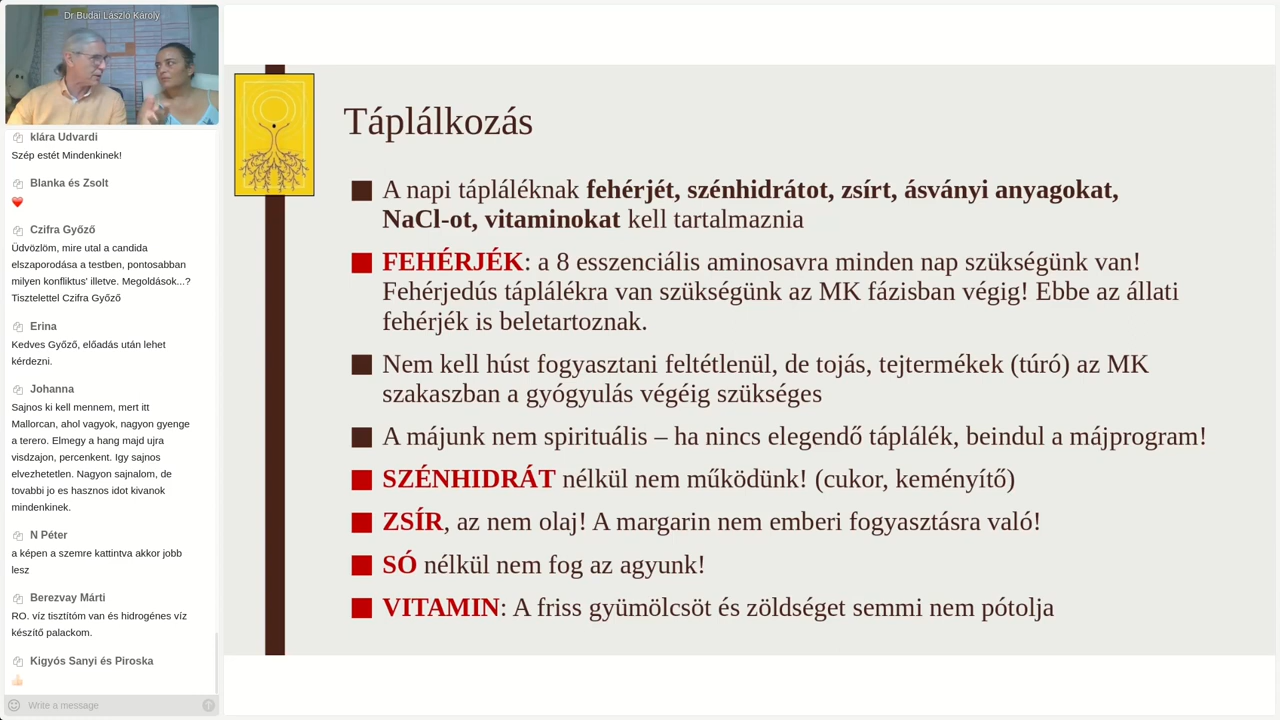 Dr Budai László Károly
klára Udvardi
Szép estét Mindenkinek!
Blanka és Zsolt
Czifra Győző
Üdvözlöm, mire utal a candida
elszaporodása a testben, pontosabban
milyen konfliktus' illetve. Megoldások...?
Tisztelettel Czifra Győző
Erina
Kedves Győző, előadás után lehet
kérdezni.
Johanna
Sajnos ki kell mennem, mert itt
Mallorcan, ahol vagyok, nagyon gyenge
a terero. Elmegy a hang majd ujra
visdzajon, percenkent. Igy sajnos
elvezhetetlen. Nagyon sajnalom, de
tovabbi jo es hasznos idot kivanok
mindenkinek.
N Péter
a képen a szemre kattintva akkor jobb
lesz
Berezvay Márti
RO. víz tisztítóm van és hidrogénes víz
készítő palackom.
Kigyós Sanyi és Piroska
Write a message
Táplálkozás
A napi tápláléknak fehérjét, szénhidrátot, zsírt, ásványi anyagokat,
NaCl-ot, vitaminokat kell tartalmaznia
FEHÉRJÉK: a 8 esszenciális aminosavra minden nap szükségünk van!
Fehérjedús táplálékra van szükségünk az MK fázisban végig! Ebbe az állati
fehérjék is beletartoznak.
Nem kell húst fogyasztani feltétlenül, de tojás, tejtermékek (túró) az MK
szakaszban a gyógyulás végéig szükséges
A májunk nem spirituális – ha nincs elegendő táplálék, beindul a májprogram!
SZÉNHIDRÁT nélkül nem működünk! (cukor, keményítő)
ZSÍR, az nem olaj! A margarin nem emberi fogyasztásra való!
SÓ nélkül nem fog az agyunk!
VITAMIN: A friss gyümölcsöt és zöldséget semmi nem pótolja